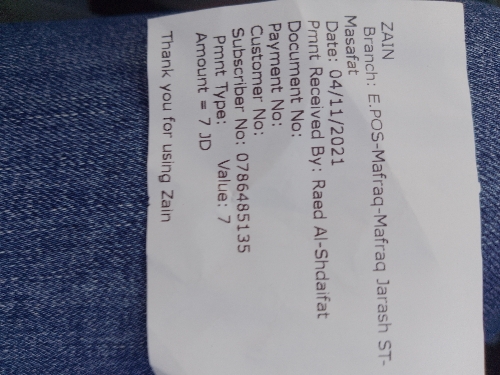 ZAIN
Branch: E.POS-Mafraq-Mafraq Jarash ST-
Masafat
Date: 04/11/2021
Pmnt Received By: Raed Al-Shdaifat
Document No:
Payment No:
Customer No:
Subscriber No: 0786485135
Pmnt Type: Value: 7
Amount = 7 JD
Thank you for using Zain